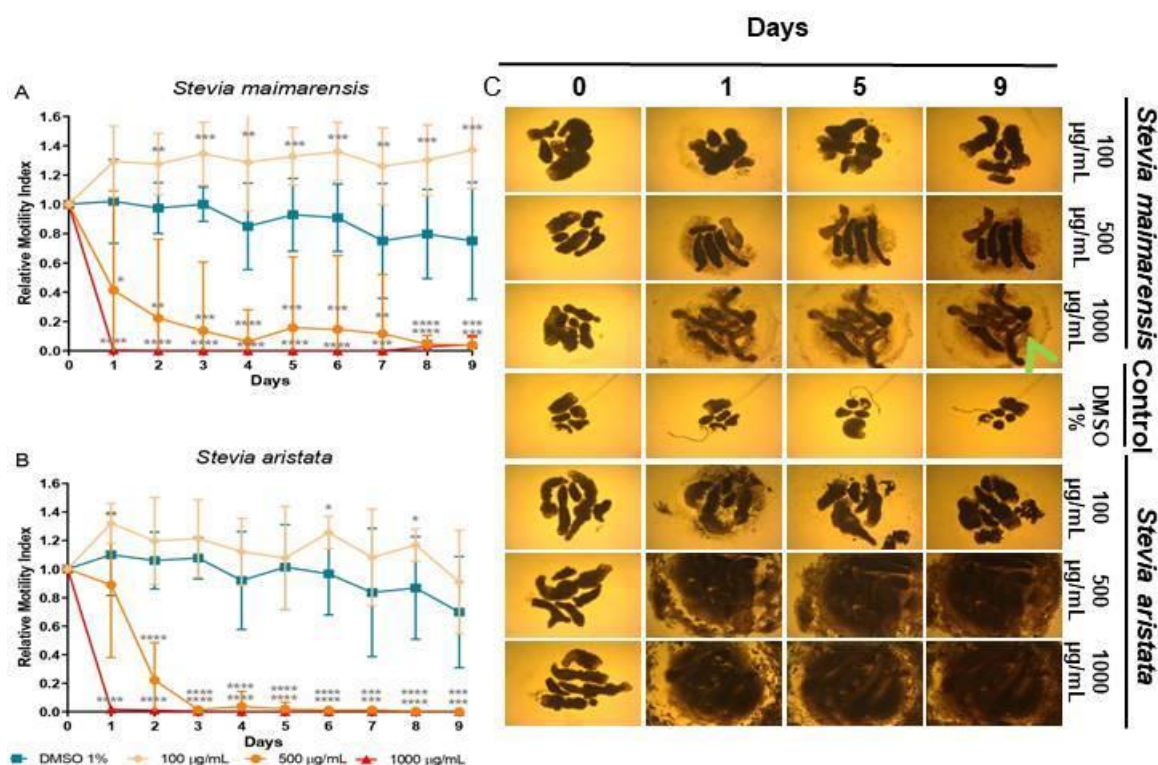 Days
C 0 1 5 9
A
Stevia maimarensis
Relative Motility Index
1.6
1.4
1.2
1.0
0.8
0.6
0.4
0.2
0.0
** *** ** *** *** ** ** ***
* ** *** **** *** *** ** **** ***
**** **** **** **** **** **** *** **** ***
0 1 2 3 4 5 6 7 8 9
Days
B
Stevia aristata
Relative Motility Index
1.6
1.4
1.2
1.0
0.8
0.6
0.4
0.2
0.0
* *
**** **** **** **** **** *** **** ***
**** **** **** **** **** **** *** **** ***
0 1 2 3 4 5 6 7 8 9
Days
DMSO 1% 100 μg/mL 500 μg/mL 1000 μg/mL
100
μg/mL
500
μg/mL
1000
μg/mL
DMSO
1%
100
μg/mL
500
μg/mL
1000
μg/mL
Stevia maimarensis
Control
Stevia aristata